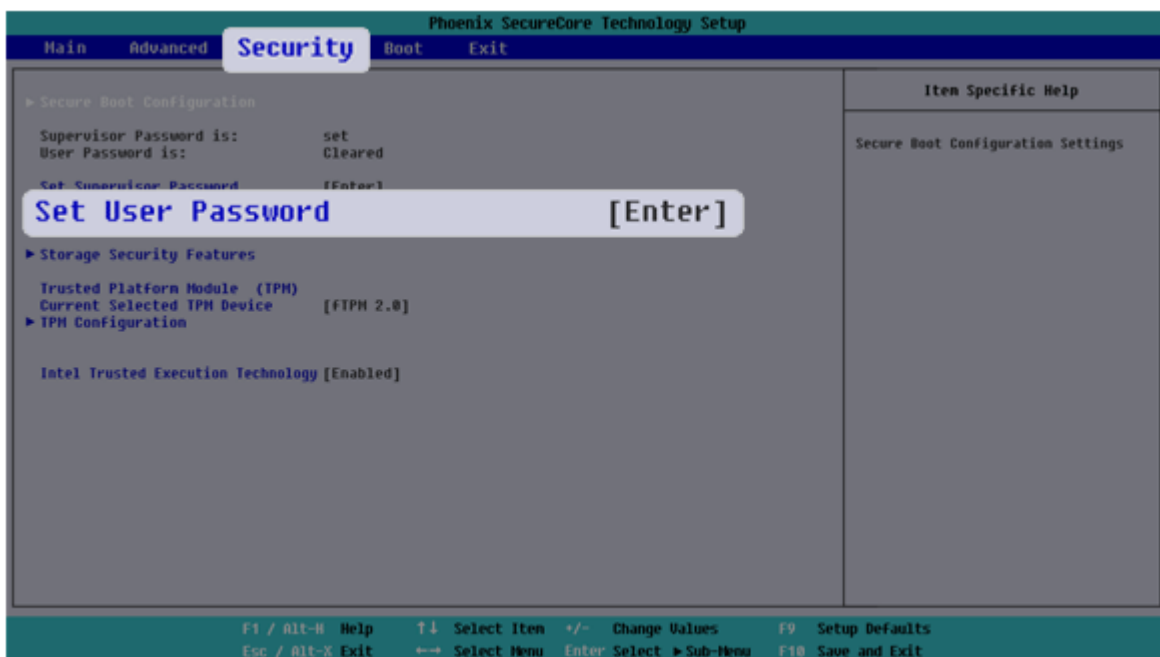 Phoenix SecureCore Technology Setup
Main Advanced Security Boot Exit
▶ Secure Boot Configuration
Supervisor Password is: set
User Password is: Cleared
Set Supervisor Password [Enter]
Set User Password [Enter]
▶ Storage Security Features
Trusted Platform Module (TPM)
Current Selected TPM Device [fTPM 2.0]
▶ TPM Configuration
Intel Trusted Execution Technology [Enabled]
Item Specific Help
Secure Boot Configuration Settings
F1 / Alt-H Help ↑↓ Select Item +/- Change Values F9 Setup Defaults
Esc / Alt-X Exit ←→ Select Menu Enter Select ▶ Sub-Menu F10 Save and Exit